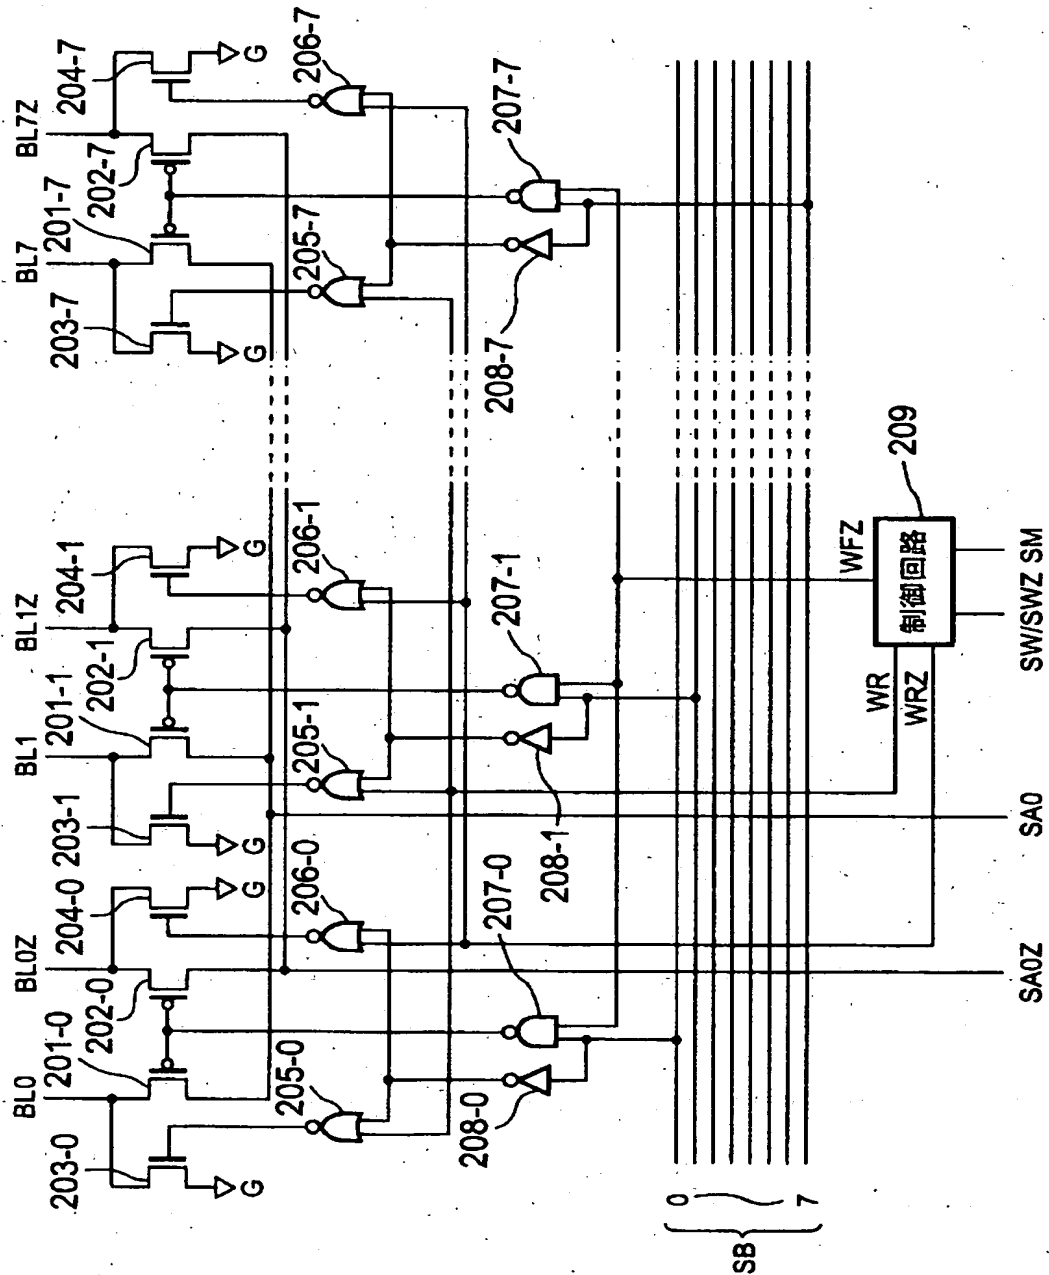 BL0
BL0Z
BL1
BL1Z
BL7
BL7Z
203-0
201-0
202-0
204-0
203-1
201-1
202-1
204-1
203-7
201-7
202-7
204-7
G
G
G
G
G
G
205-0
206-0
205-1
206-1
205-7
206-7
208-0
207-0
208-1
207-1
208-7
207-7
SB
0
7
WR
WRZ
WFZ
制御回路
209
SA0Z
SA0
SW/SWZ
SM